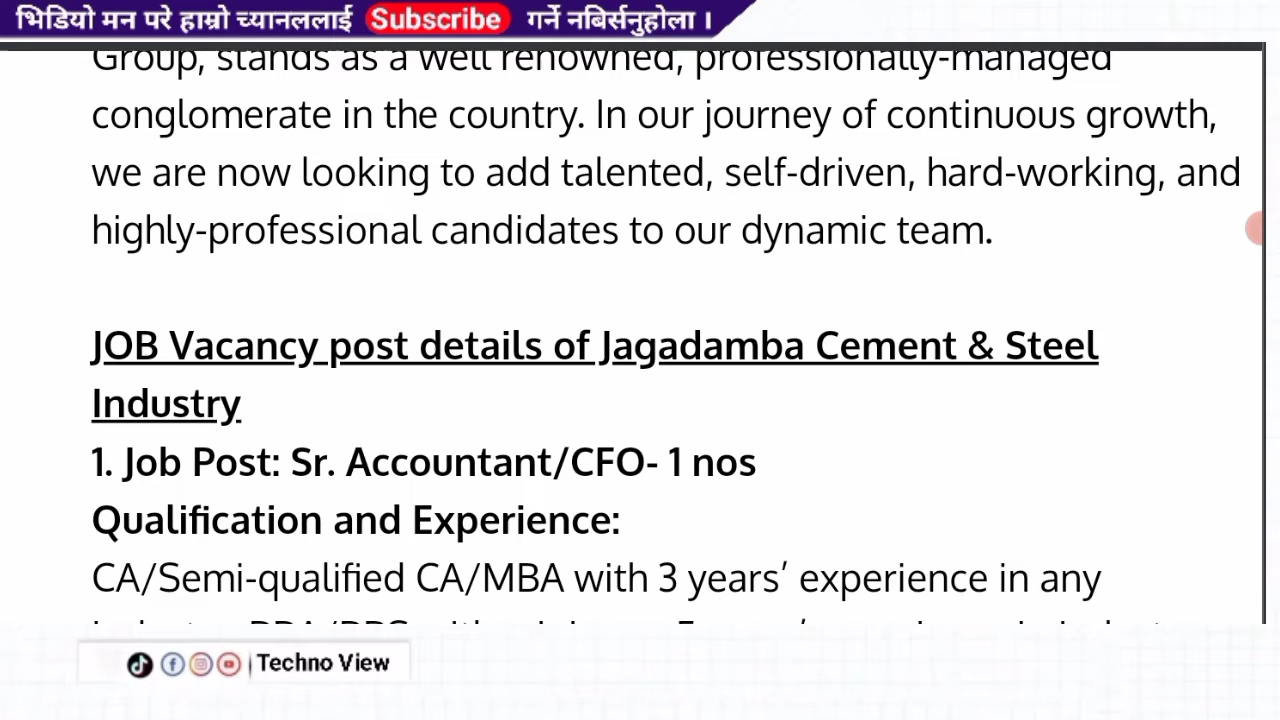 भिडियो मन परे हाम्रो च्यानललाई Subscribe गर्ने नबिर्सनुहोला ।
Group, stands as a well renowned, professionally-managed
conglomerate in the country. In our journey of continuous growth,
we are now looking to add talented, self-driven, hard-working, and
highly-professional candidates to our dynamic team.
JOB Vacancy post details of Jagadamba Cement & Steel
Industry
1. Job Post: Sr. Accountant/CFO- 1 nos
Qualification and Experience:
CA/Semi-qualified CA/MBA with 3 years’ experience in any
Techno View